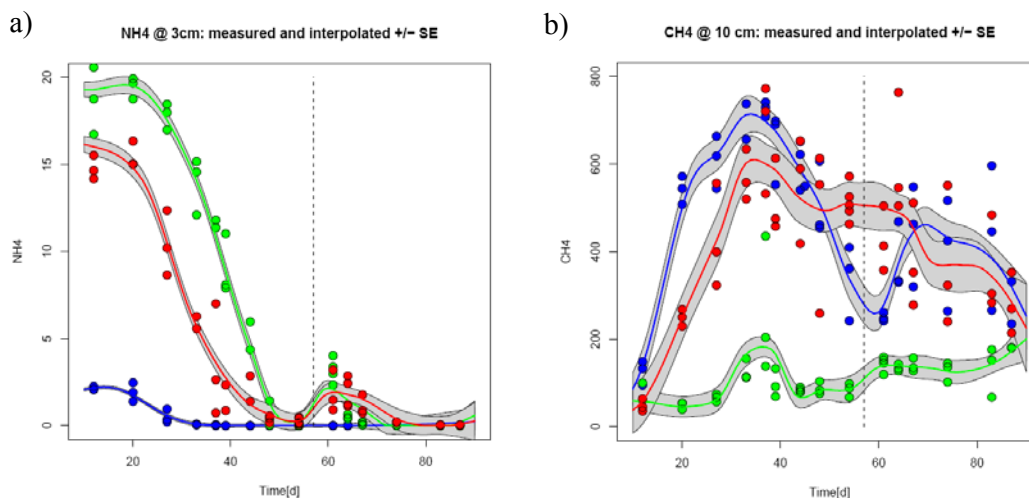 a)
NH4 @ 3cm: measured and interpolated +/− SE
NH4
20
15
10
5
0
20
40
60
80
Time[d]
b)
CH4 @ 10 cm: measured and interpolated +/− SE
CH4
800
600
400
200
0
20
40
60
80
Time[d]